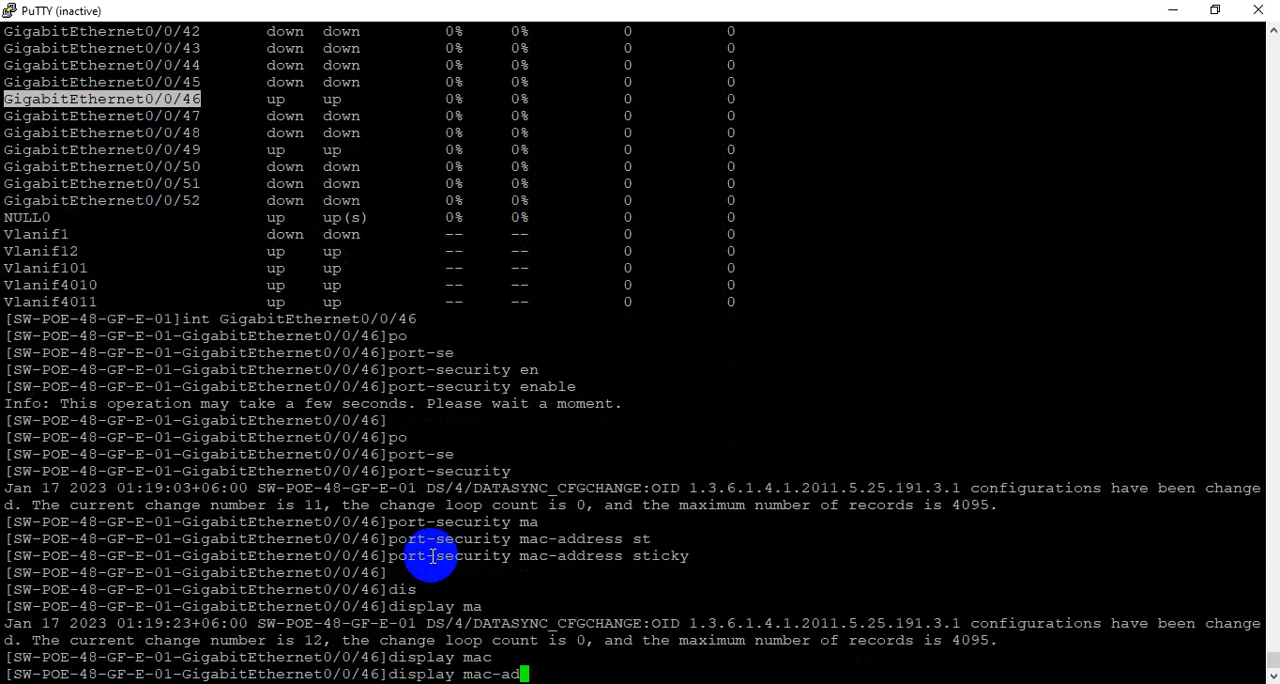 PuTTY (inactive)
GigabitEthernet0/0/42 down down 0% 0% 0 0
GigabitEthernet0/0/43 down down 0% 0% 0 0
GigabitEthernet0/0/44 down down 0% 0% 0 0
GigabitEthernet0/0/45 down down 0% 0% 0 0
GigabitEthernet0/0/46 up up 0% 0% 0 0
GigabitEthernet0/0/47 down down 0% 0% 0 0
GigabitEthernet0/0/48 down down 0% 0% 0 0
GigabitEthernet0/0/49 up up 0% 0% 0 0
GigabitEthernet0/0/50 down down 0% 0% 0 0
GigabitEthernet0/0/51 down down 0% 0% 0 0
GigabitEthernet0/0/52 down down 0% 0% 0 0
NULL0 up up(s) 0% 0% 0 0
Vlanif1 down down -- -- 0 0
Vlanif12 up up -- -- 0 0
Vlanif101 up up -- -- 0 0
Vlanif4010 up up -- -- 0 0
Vlanif4011 up up -- -- 0 0
[SW-POE-48-GF-E-01]int GigabitEthernet0/0/46
[SW-POE-48-GF-E-01-GigabitEthernet0/0/46]po
[SW-POE-48-GF-E-01-GigabitEthernet0/0/46]port-se
[SW-POE-48-GF-E-01-GigabitEthernet0/0/46]port-security en
[SW-POE-48-GF-E-01-GigabitEthernet0/0/46]port-security enable
Info: This operation may take a few seconds. Please wait a moment.
[SW-POE-48-GF-E-01-GigabitEthernet0/0/46]
[SW-POE-48-GF-E-01-GigabitEthernet0/0/46]po
[SW-POE-48-GF-E-01-GigabitEthernet0/0/46]port-se
[SW-POE-48-GF-E-01-GigabitEthernet0/0/46]port-security
Jan 17 2023 01:19:03+06:00 SW-POE-48-GF-E-01 DS/4/DATASYNC_CFGCHANGE:OID 1.3.6.1.4.1.2011.5.25.191.3.1 configurations have been change
d. The current change number is 11, the change loop count is 0, and the maximum number of records is 4095.
[SW-POE-48-GF-E-01-GigabitEthernet0/0/46]port-security ma
[SW-POE-48-GF-E-01-GigabitEthernet0/0/46]port-security mac-address st
[SW-POE-48-GF-E-01-GigabitEthernet0/0/46]port-security mac-address sticky
[SW-POE-48-GF-E-01-GigabitEthernet0/0/46]
[SW-POE-48-GF-E-01-GigabitEthernet0/0/46]dis
[SW-POE-48-GF-E-01-GigabitEthernet0/0/46]display ma
Jan 17 2023 01:19:23+06:00 SW-POE-48-GF-E-01 DS/4/DATASYNC_CFGCHANGE:OID 1.3.6.1.4.1.2011.5.25.191.3.1 configurations have been change
d. The current change number is 12, the change loop count is 0, and the maximum number of records is 4095.
[SW-POE-48-GF-E-01-GigabitEthernet0/0/46]display mac
[SW-POE-48-GF-E-01-GigabitEthernet0/0/46]display mac-ad